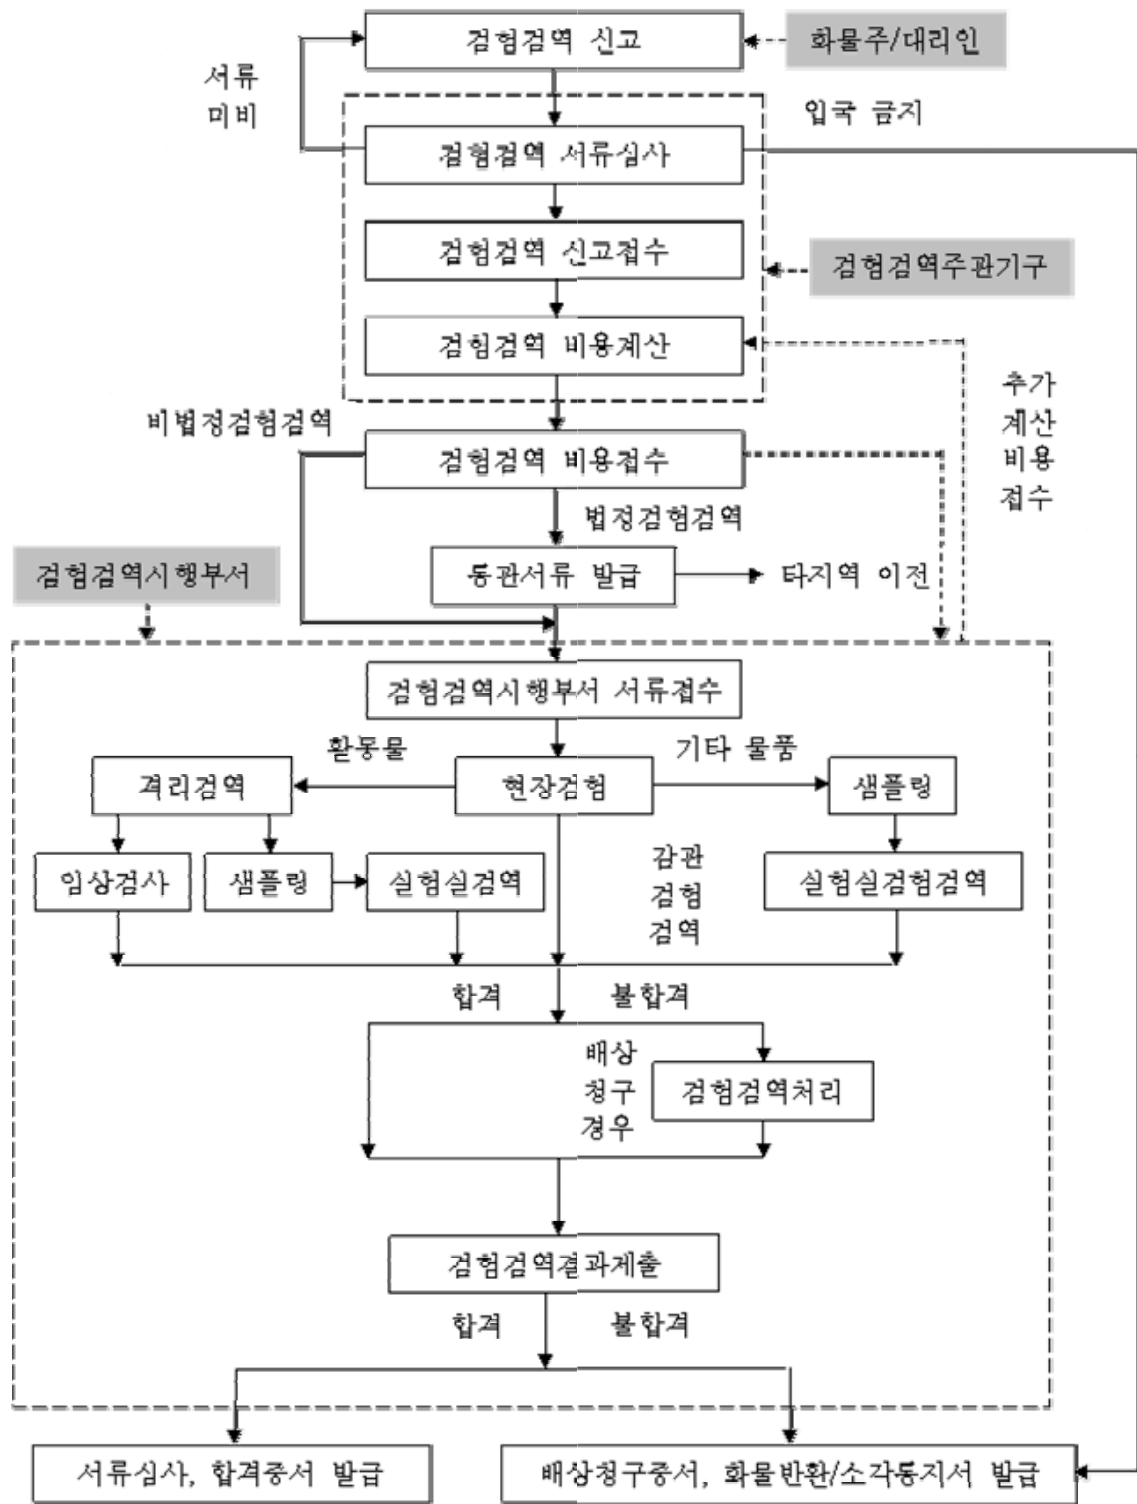 검험검역 신고
화물주/대리인
서류
미비
입국 금지
검험검역 서류심사
검험검역 신고접수
검험검역주관기구
검험검역 비용계산
추가
계산
비용
접수
비법정검험검역
검험검역 비용접수
법정검험검역
검험검역시행부서
통관서류 발급
타지역 이전
검험검역시행부서 서류접수
활동물
기타 물품
격리검역
현장검험
샘플링
임상검사
샘플링
실험실검역
감관
검험
검역
실험실검험검역
합격
불합격
배상
청구
경우
검험검역처리
검험검역결과제출
합격
불합격
서류심사, 합격증서 발급
배상청구증서, 화물반환/소각통지서 발급